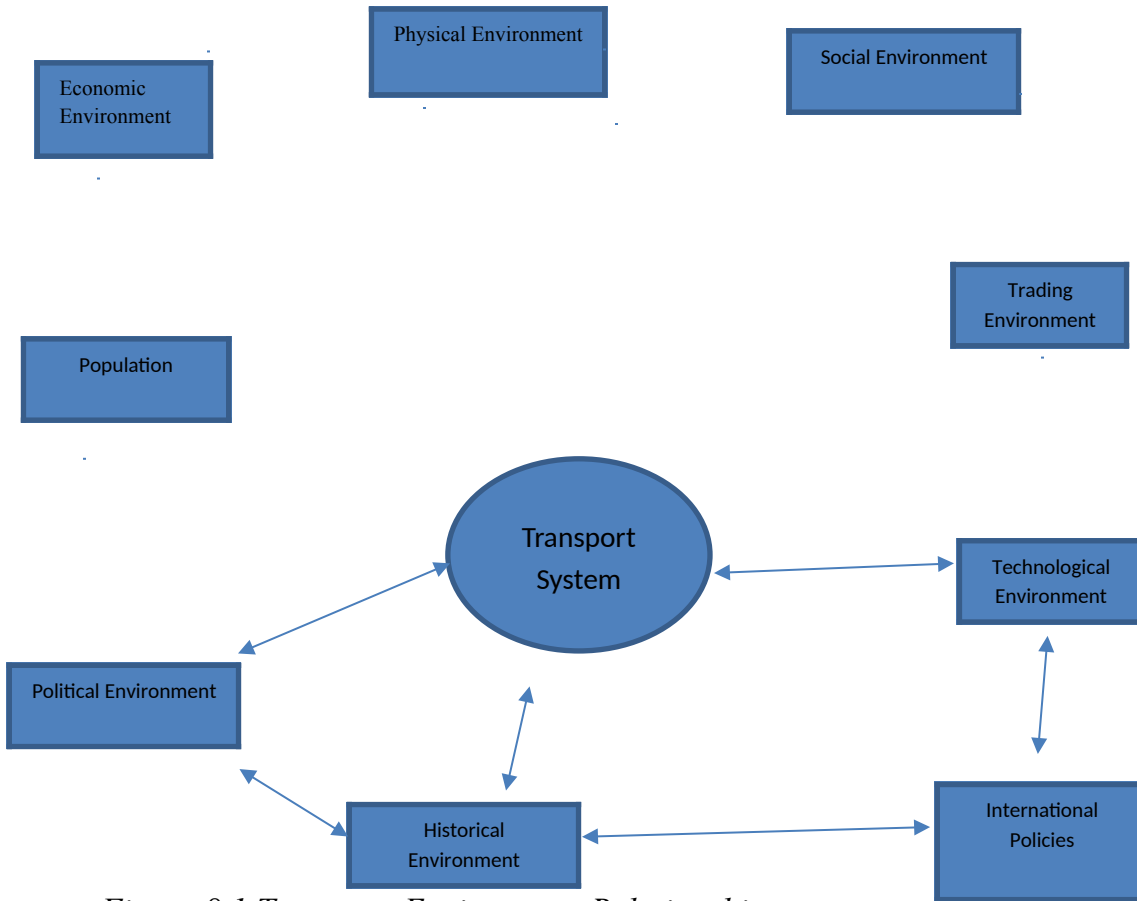 Physical Environment
Social Environment
Economic
Environment
Trading
Environment
Population
Transport
System
Technological
Environment
Political Environment
Historical
Environment
International
Policies